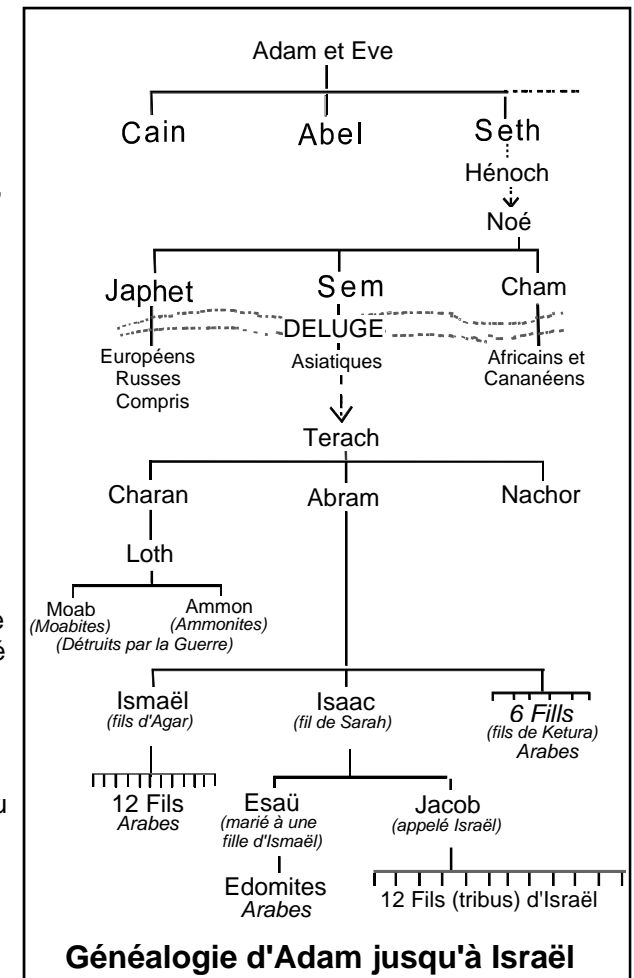 Adam et Eve
Cain Abel Seth
Hénoch
Noé
Japhet Sem Cham
DELUGE
Européens
Russes
Compris
Asiatiques
Africains et
Cananéens
Terach
Charan Abram Nachor
Loth
Moab
(Moabites)
Ammon
(Ammonites)
(Détruits par la Guerre)
Ismaël
(fils d'Agar)
Isaac
(fil de Sarah)
6 Fills
(fils de Ketura)
Arabes
12 Fils
Arabes
Esaü
(marié à une
fille d'Ismaël)
Jacob
(appelé Israël)
Edomites
Arabes
12 Fils (tribus) d'Israël
Généalogie d'Adam jusqu'à Israël